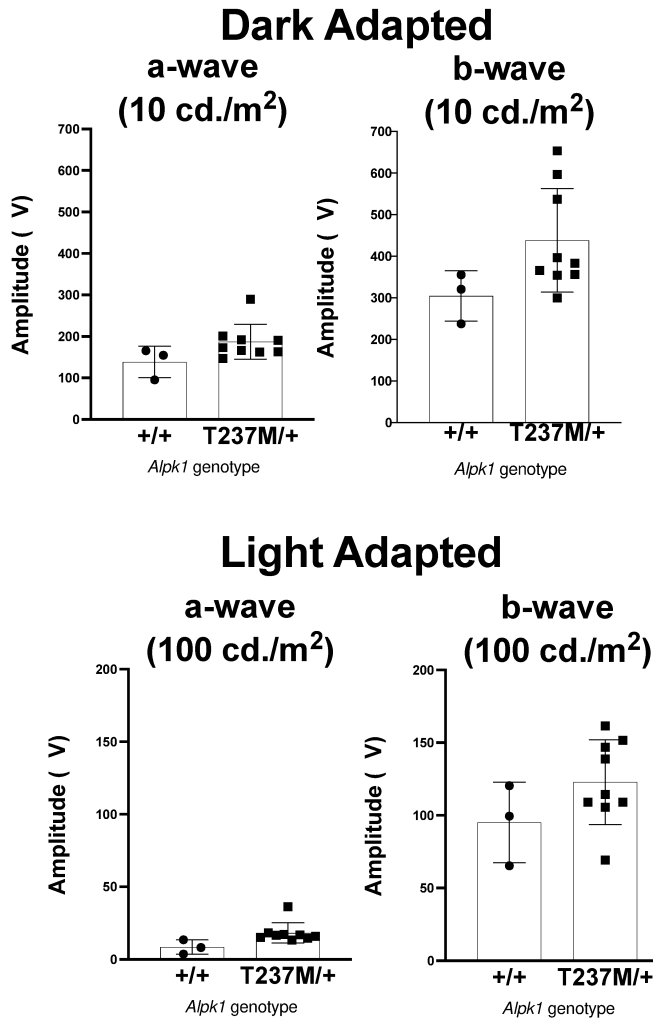 Dark Adapted
a-wave
(10 cd./m2)
700
600
500
400
300
200
100
0
Amplitude ( V)
+/+ T237M/+
Alpk1 genotype
b-wave
(10 cd./m2)
700
600
500
400
300
200
100
0
Amplitude ( V)
+/+ T237M/+
Alpk1 genotype
Light Adapted
a-wave
(100 cd./m2)
200
150
100
50
0
Amplitude ( V)
+/+ T237M/+
Alpk1 genotype
b-wave
(100 cd./m2)
200
150
100
50
0
Amplitude ( V)
+/+ T237M/+
Alpk1 genotype